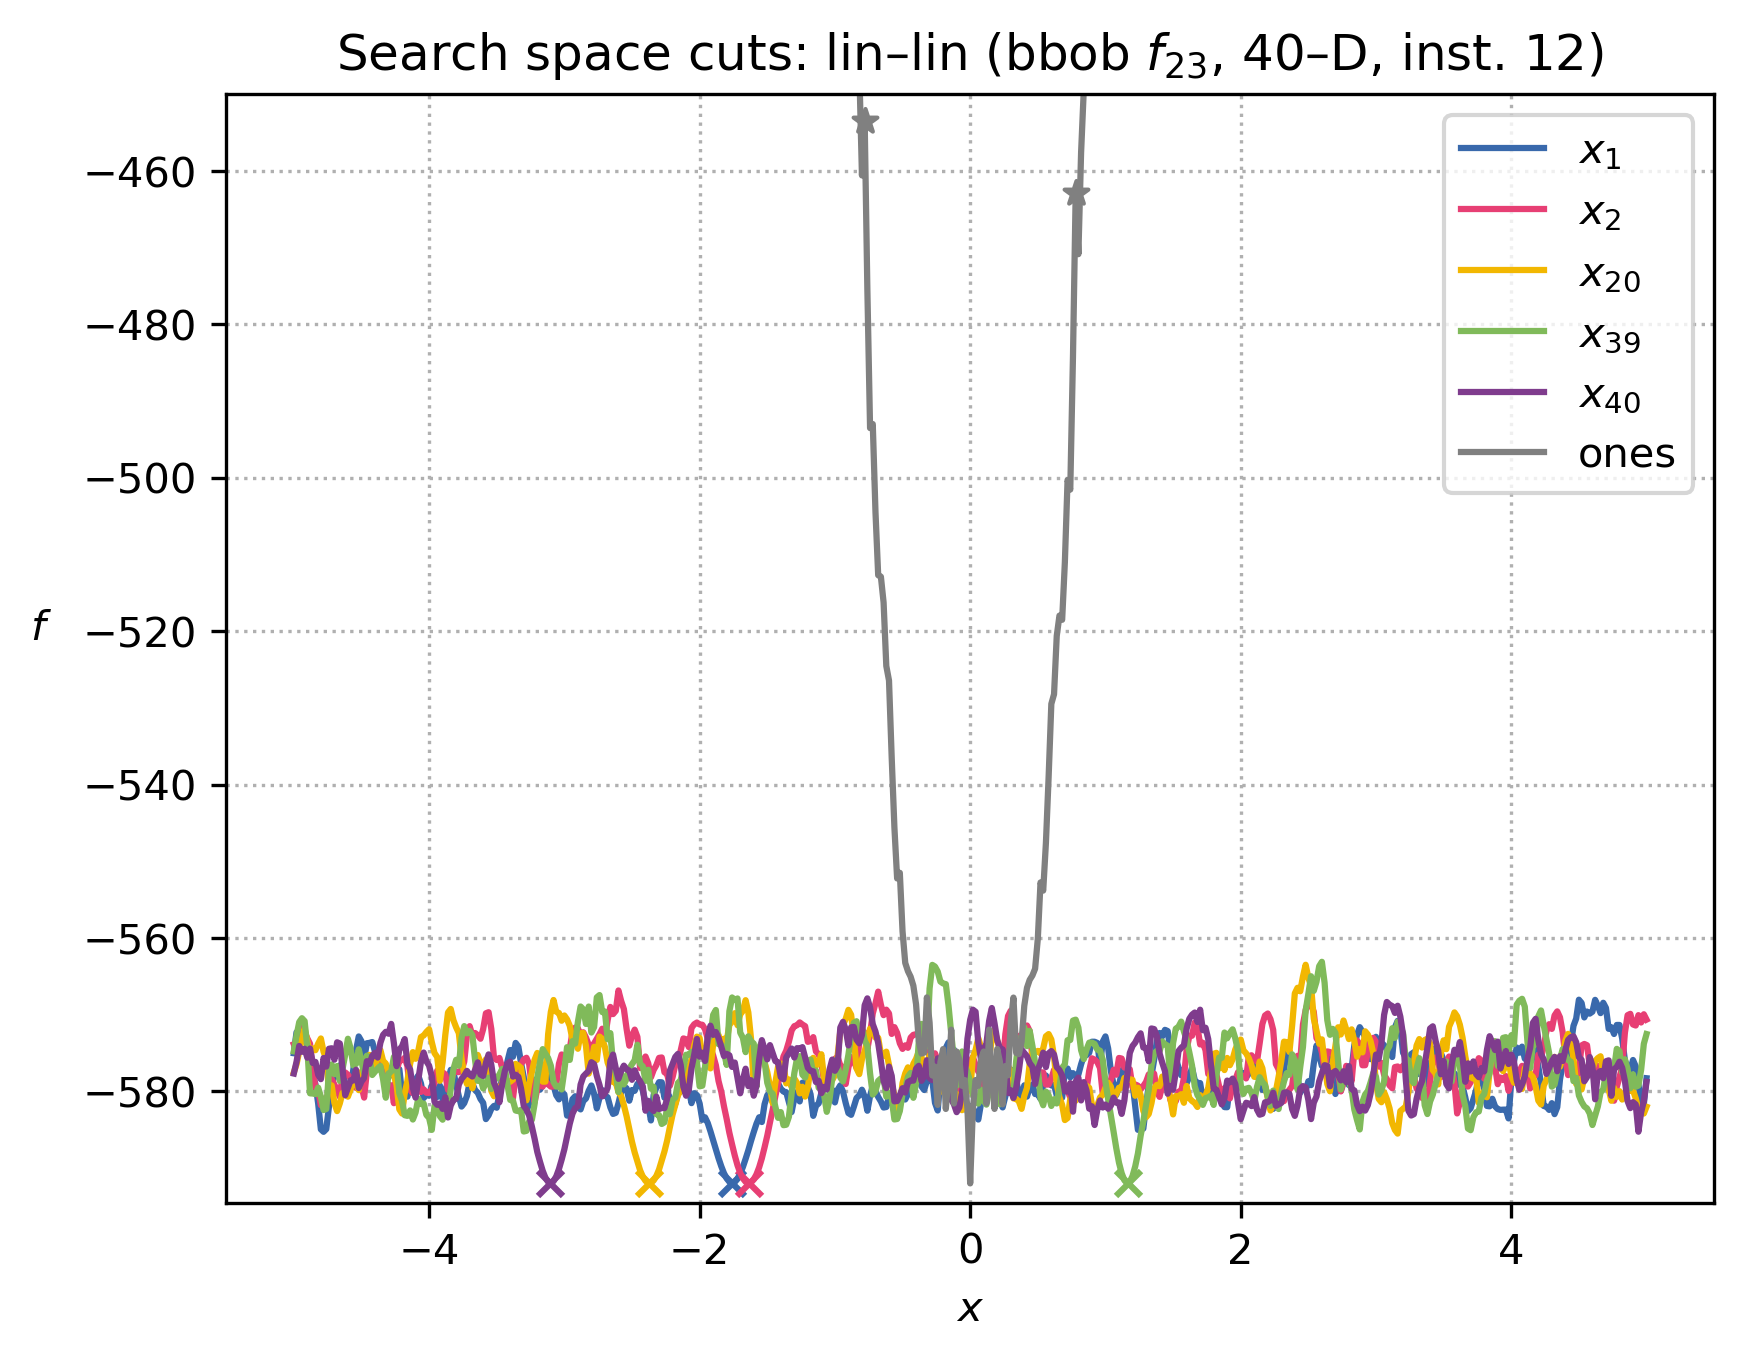 Search space cuts: lin–lin (bbob f₂₃, 40–D, inst. 12)
x₁
x₂
x₂₀
x₃₉
x₄₀
ones
−460
−480
−500
−520
f
−540
−560
−580
−4 −2 0 2 4
x